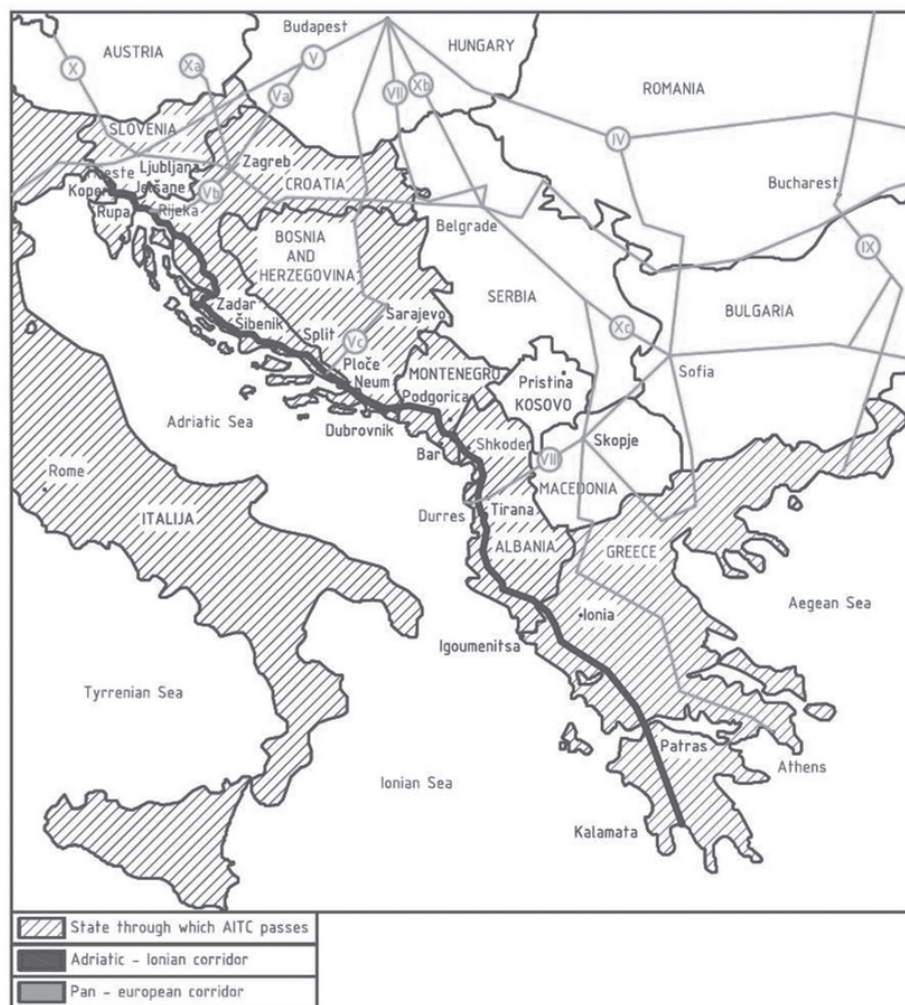 Budapest
HUNGARY
AUSTRIA
X
Xa
V
Va
VII
Xb
ROMANIA
IV
SLOVENIA
Ljubljana
Zagreb
Trieste
Koper
Jelšane
Vb
CROATIA
Rupa
Rijeka
Bucharest
Belgrade
IX
BOSNIA
AND
HERZEGOVINA
SERBIA
BULGARIA
Zadar
Šibenik
Sarajevo
Split
Vc
Xc
Ploče
Neum
MONTENEGRO
Pristina
KOSOVO
Sofia
Podgorica
Adriatic Sea
Dubrovnik
Bar
Shkoder
Skopje
VIII
MACEDONIA
Rome
ITALIJA
Durres
Tirana
ALBANIA
GREECE
Aegean Sea
Ionia
Igoumenitsa
Tyrrenian Sea
Ionian Sea
Patras
Athens
Kalamata
State through which AITC passes
Adriatic - Ionian corridor
Pan - european corridor